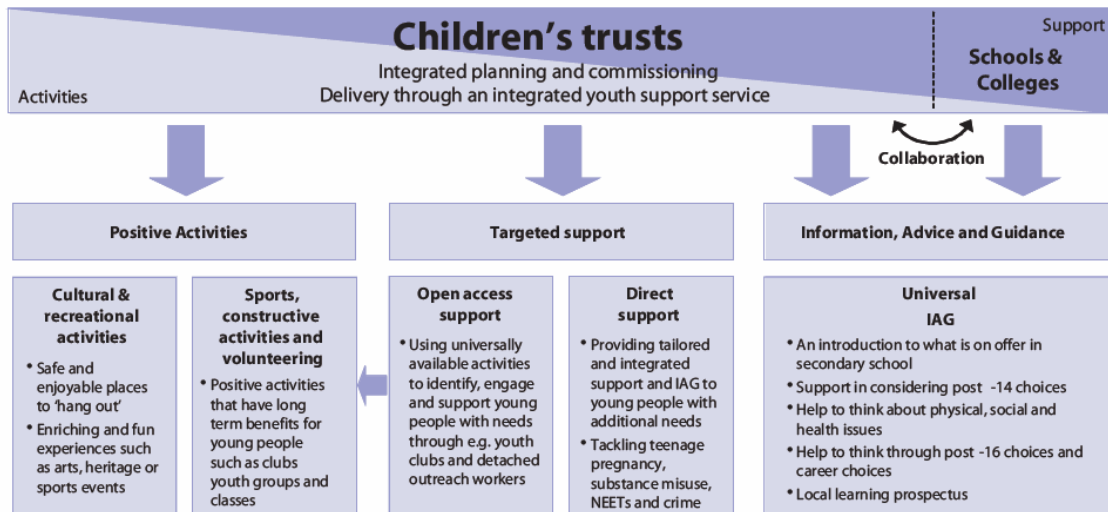 Children's trusts
Integrated planning and commissioning
Delivery through an integrated youth support service
Activities
Support
Schools &
Colleges
Collaboration
Positive Activities
Targeted support
Information, Advice and Guidance
Cultural &
recreational
activities
• Safe and
enjoyable places
to 'hang out'
• Enriching and fun
experiences such
as arts, heritage or
sports events
Sports,
constructive
activities and
volunteering
• Positive activities
that have long
term benefits for
young people
such as clubs
youth groups and
classes
Open access
support
• Using universally
available activities
to identify, engage
and support young
people with needs
through e.g. youth
clubs and detached
outreach workers
Direct
support
• Providing tailored
and integrated
support and IAG to
young people with
additional needs
• Tackling teenage
pregnancy,
substance misuse,
NEETs and crime
Universal
IAG
• An introduction to what is on offer in
secondary school
• Support in considering post -14 choices
• Help to think about physical, social and
health issues
• Help to think through post -16 choices and
career choices
• Local learning prospectus